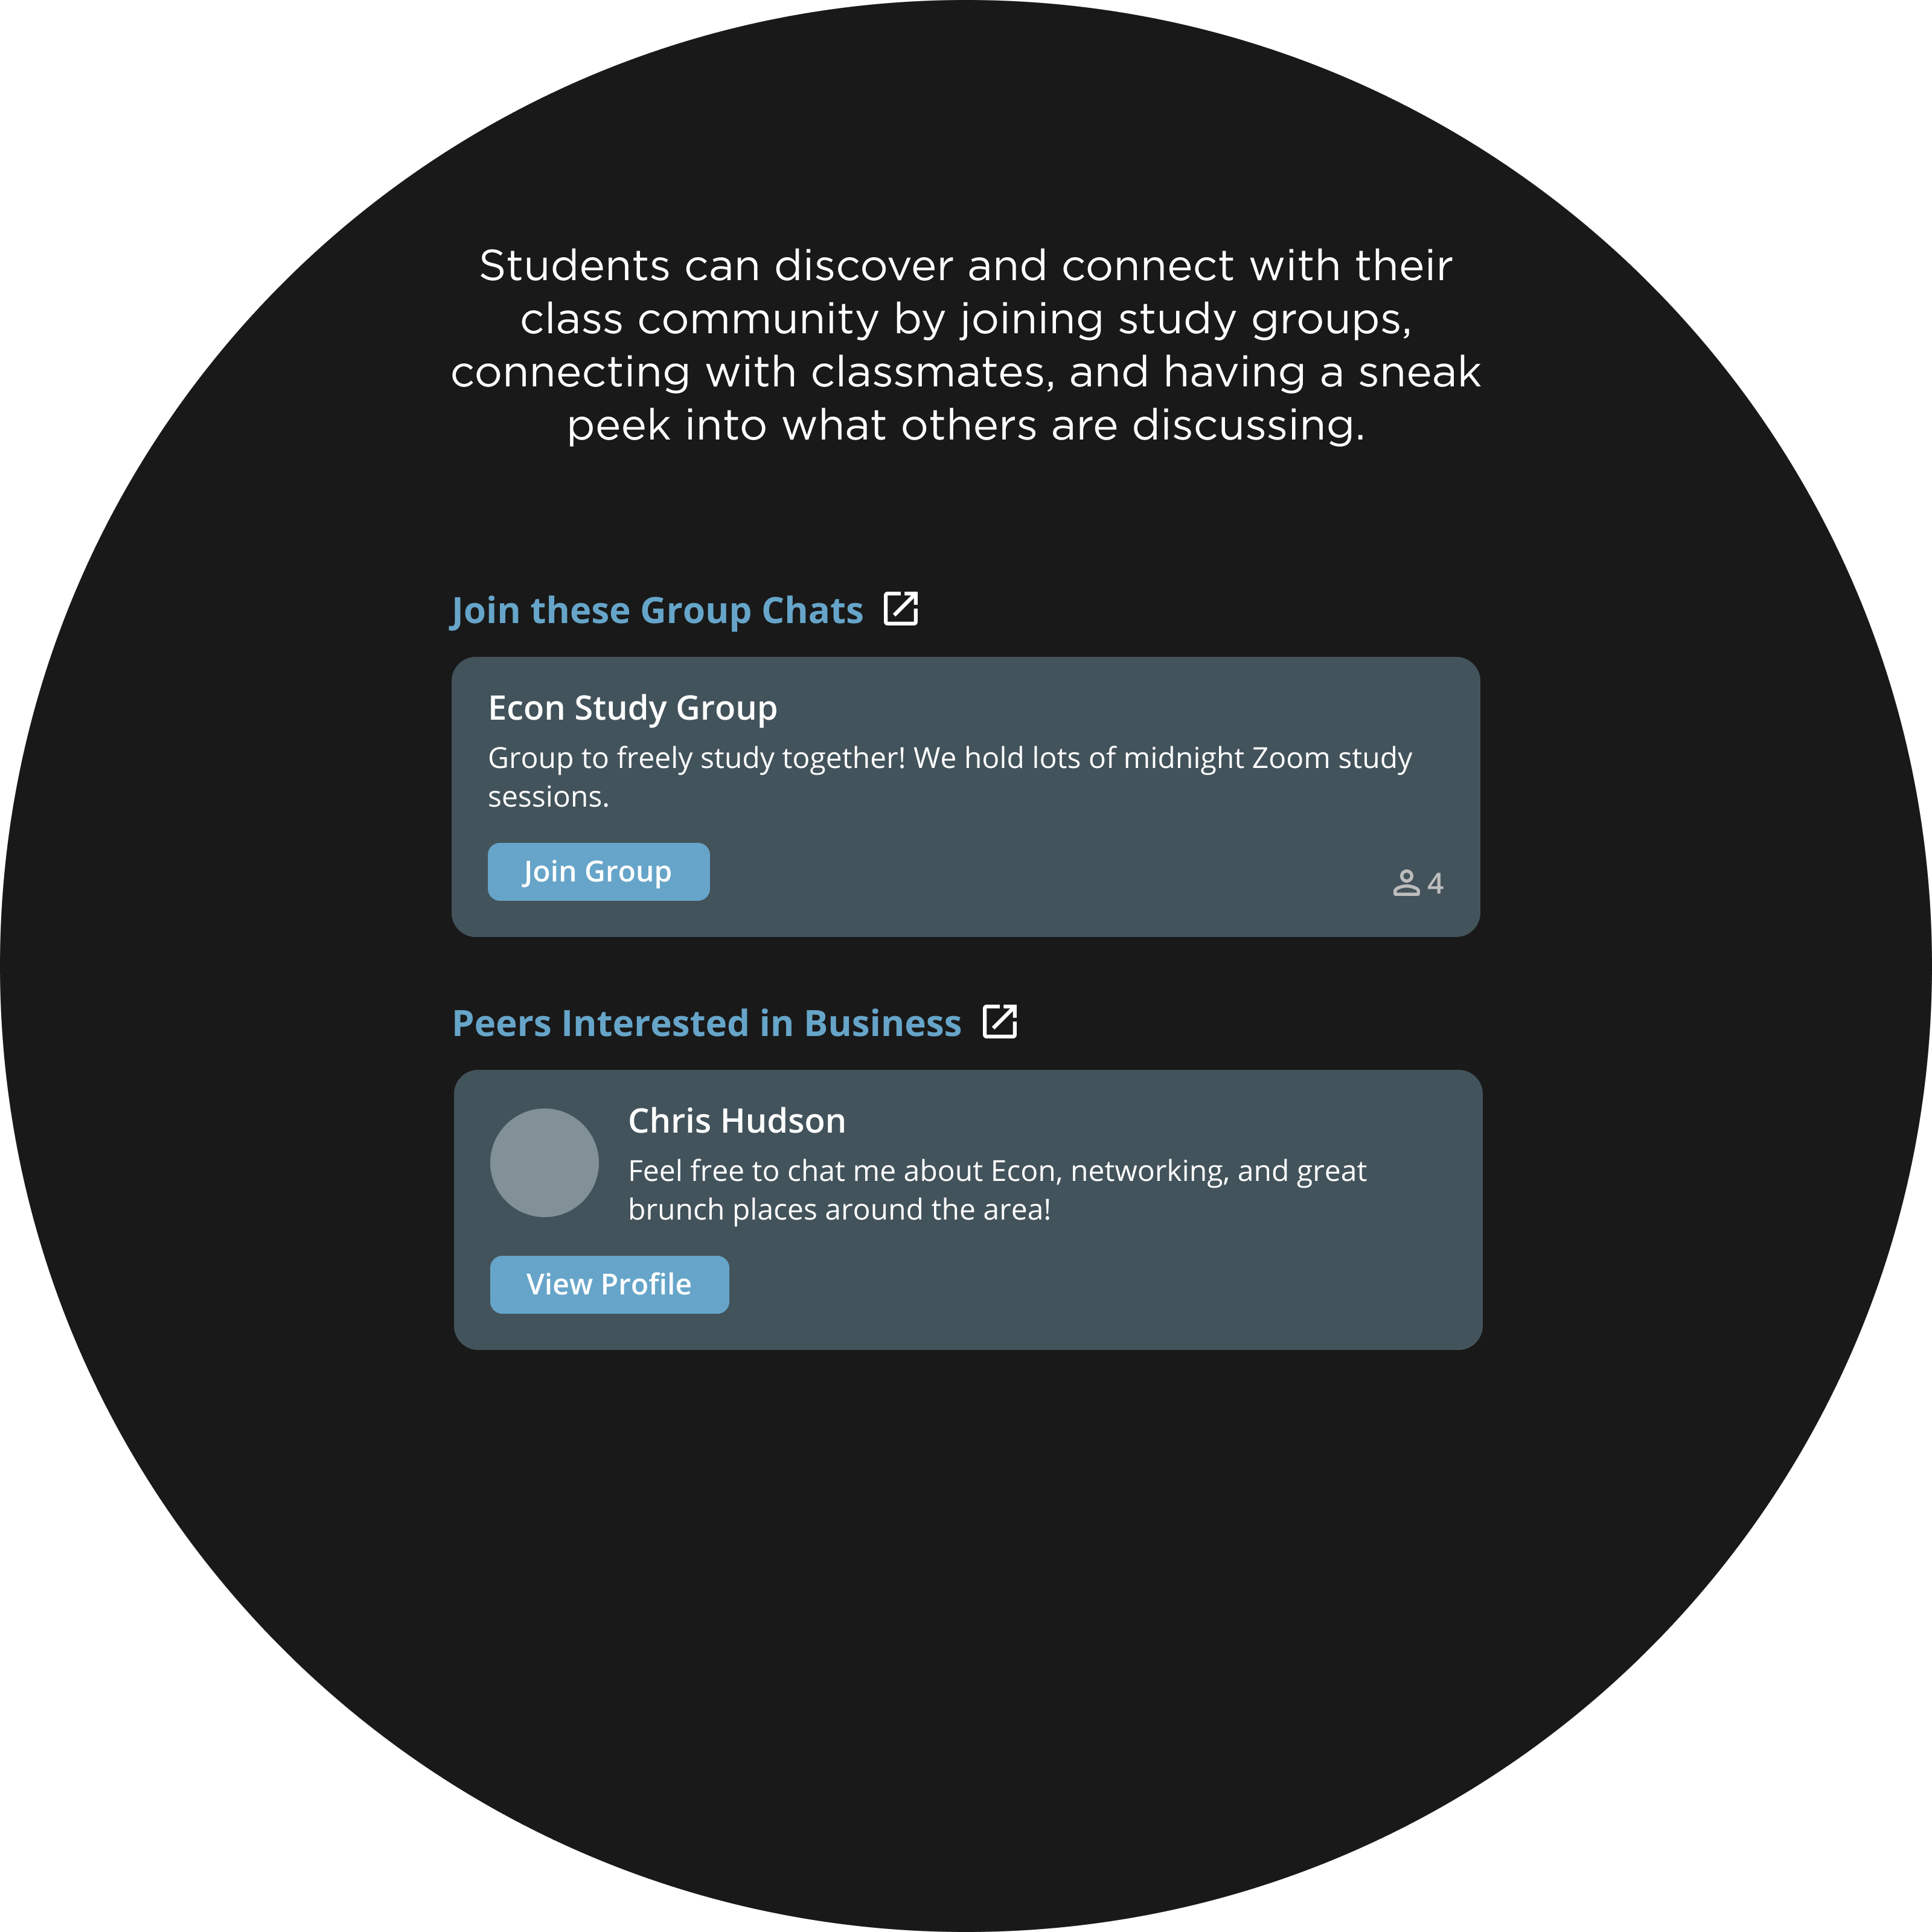 Students can discover and connect with their
class community by joining study groups,
connecting with classmates, and having a sneak
peek into what others are discussing.
Join these Group Chats
Econ Study Group
Group to freely study together! We hold lots of midnight Zoom study
sessions.
Join Group
4
Peers Interested in Business
Chris Hudson
Feel free to chat me about Econ, networking, and great
brunch places around the area!
View Profile